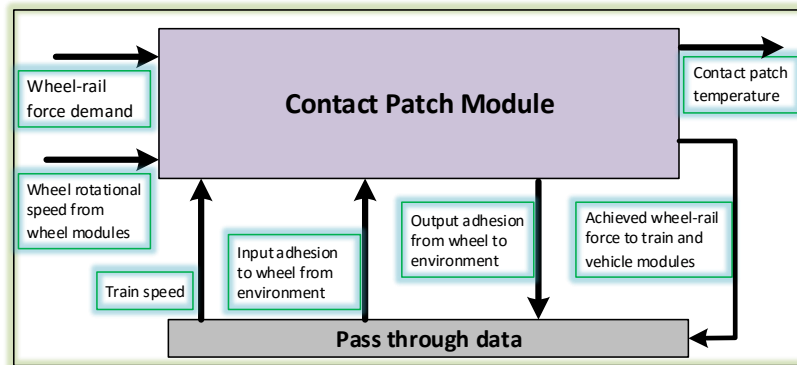 Wheel-rail
force demand
Contact Patch Module
Contact patch
temperature
Wheel rotational
speed from
wheel modules
Train speed
Input adhesion
to wheel from
environment
Output adhesion
from wheel to
environment
Achieved wheel-rail
force to train and
vehicle modules
Pass through data